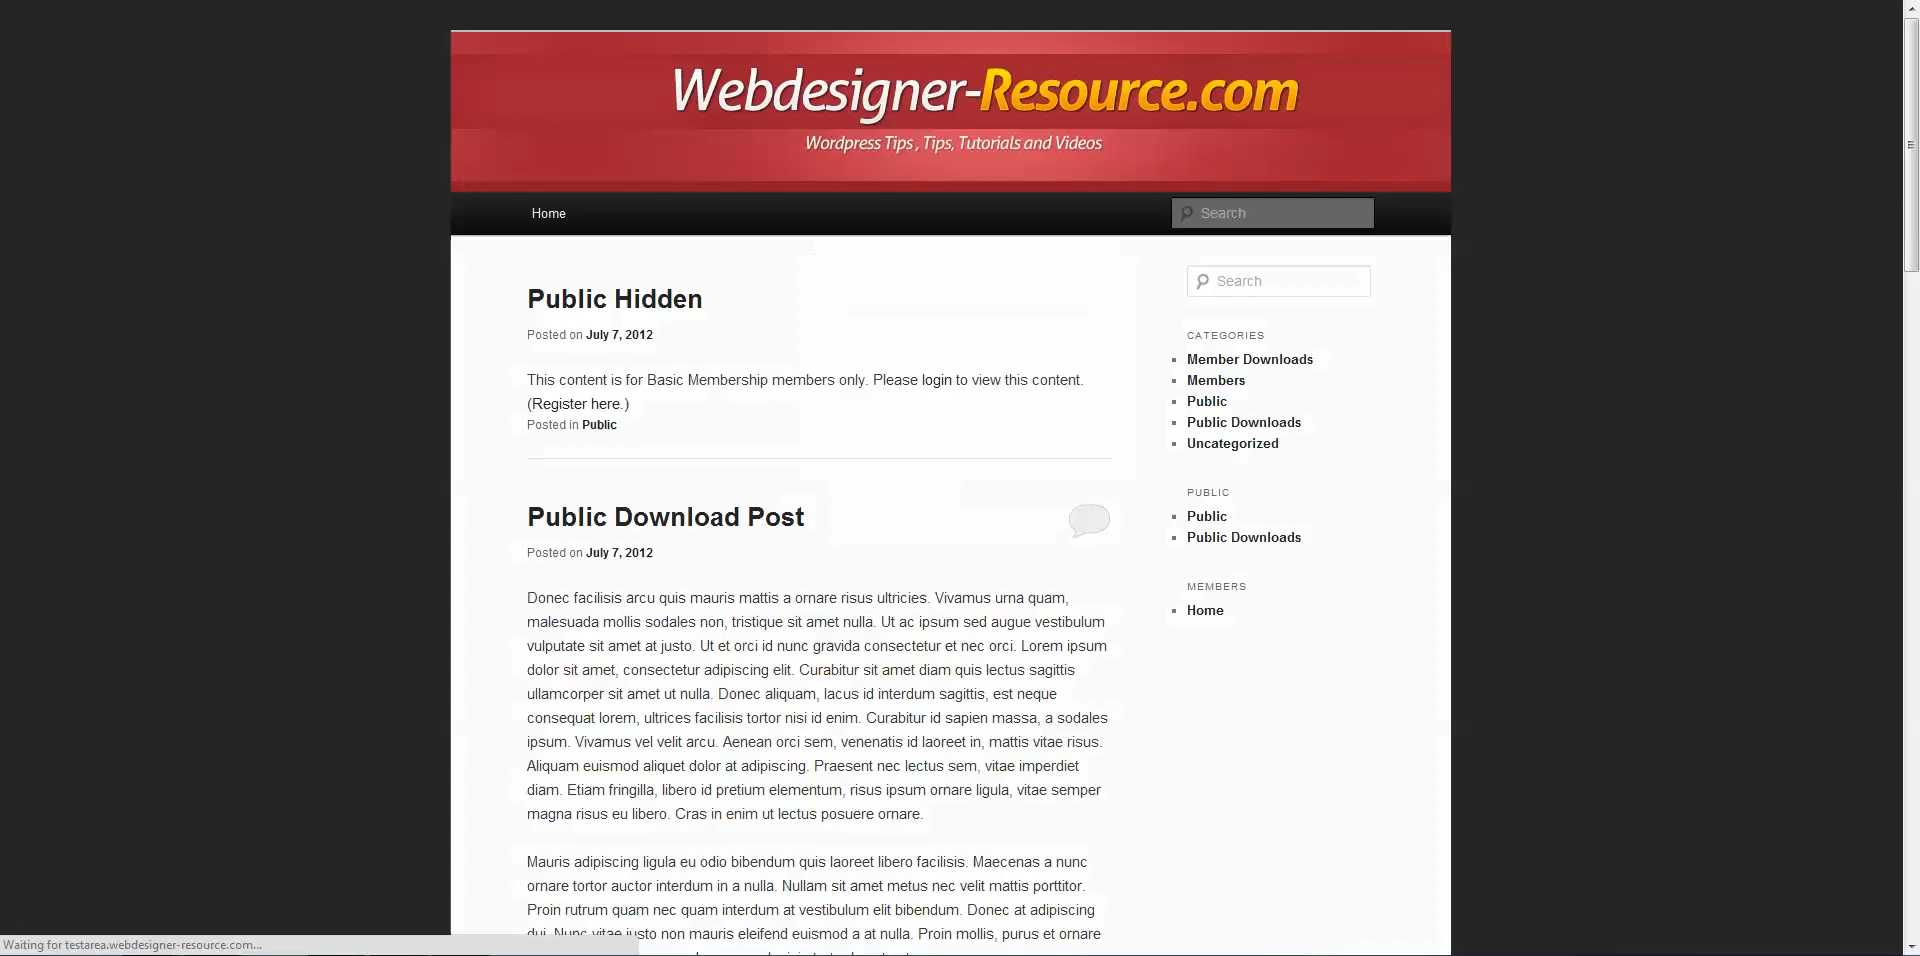 Webdesigner-Resource.com
Wordpress Tips , Tips, Tutorials and Videos
Home
Search
Public Hidden
Posted on July 7, 2012
This content is for Basic Membership members only. Please login to view this content.
(Register here.)
Posted in Public
Public Download Post
Posted on July 7, 2012
Donec facilisis arcu quis mauris mattis a ornare risus ultricies. Vivamus urna quam,
malesuada mollis sodales non, tristique sit amet nulla. Ut ac ipsum sed augue vestibulum
vulputate sit amet at justo. Ut et orci id nunc gravida consectetur et nec orci. Lorem ipsum
dolor sit amet, consectetur adipiscing elit. Curabitur sit amet diam quis lectus sagittis
ullamcorper sit amet ut nulla. Donec aliquam, lacus id interdum sagittis, est neque
consequat lorem, ultrices facilisis tortor nisi id enim. Curabitur id sapien massa, a sodales
ipsum. Vivamus vel velit arcu. Aenean orci sem, venenatis id laoreet in, mattis vitae risus.
Aliquam euismod aliquet dolor at adipiscing. Praesent nec lectus sem, vitae imperdiet
diam. Etiam fringilla, libero id pretium elementum, risus ipsum ornare ligula, vitae semper
magna risus eu libero. Cras in enim ut lectus posuere ornare.
Mauris adipiscing ligula eu odio bibendum quis laoreet libero facilisis. Maecenas a nunc
ornare tortor auctor interdum in a nulla. Nullam sit amet metus nec velit mattis porttitor.
Proin rutrum quam nec quam interdum at vestibulum elit bibendum. Donec at adipiscing
dui. Nunc vitae justo non mauris eleifend euismod a at nulla. Proin mollis, purus et ornare
Search
CATEGORIES
Member Downloads
Members
Public
Public Downloads
Uncategorized
PUBLIC
Public
Public Downloads
MEMBERS
Home
Waiting for testarea.webdesigner-resource.com...